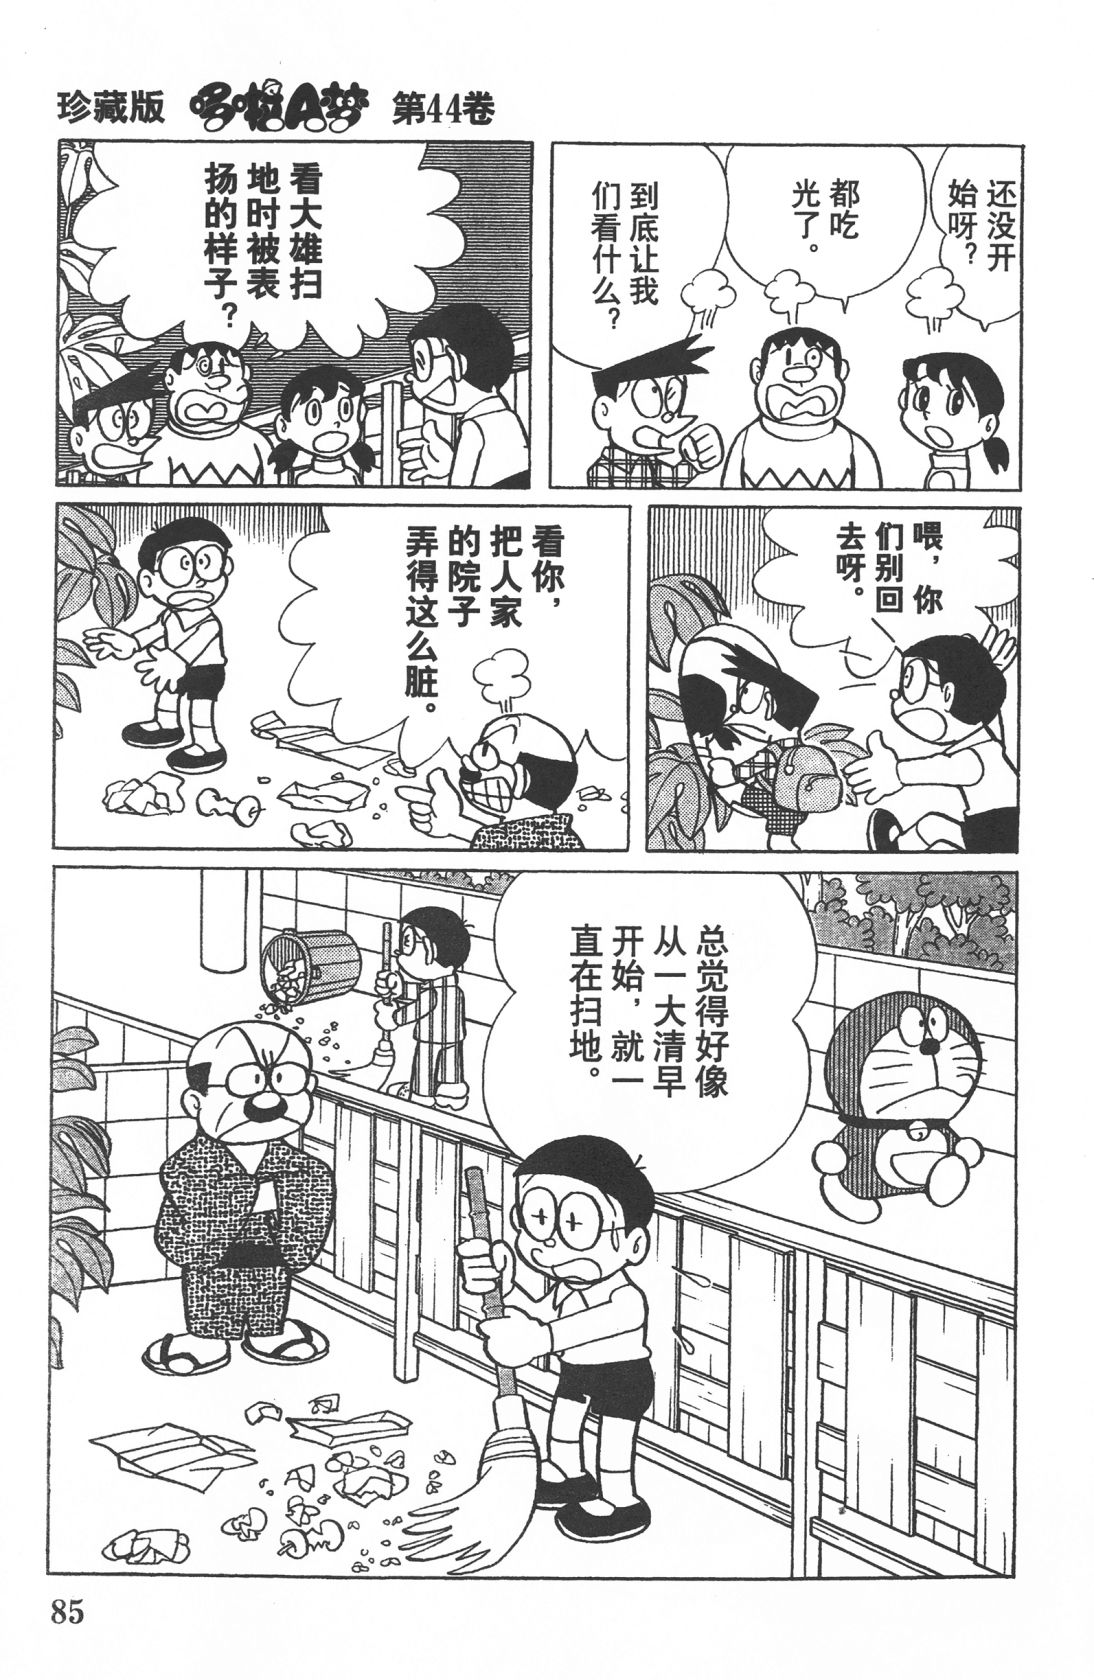 珍藏版 哆啦A梦 第44卷
还没开
始呀？
都吃
光了。
到底让我
们看什么？
看大雄扫
地时被表
扬的样子？
喂，你
们别回
去呀。
看你，
把人家
的院子
弄得这么脏。
总觉得好像
从一大清早
开始，就一
直在扫地。
85